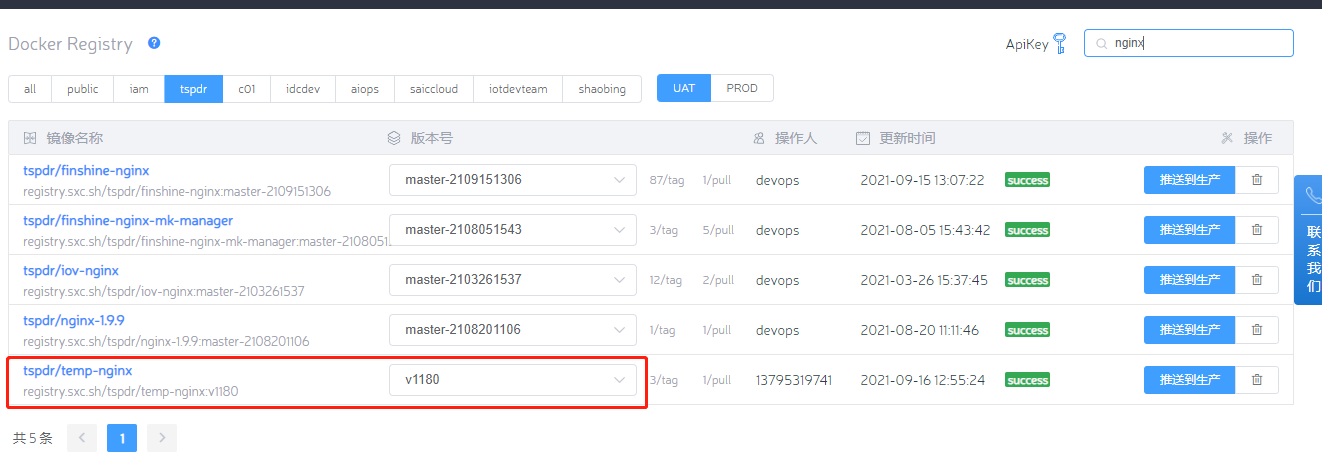 Docker Registry ?
ApiKey
nginx
all public iam tspdr c01 idcdev aiops saiccloud iotdevteam shaobing UAT PROD
镜像名称 版本号 操作人 更新时间 操作
tspdr/finshine-nginx
registry.sxc.sh/tspdr/finshine-nginx:master-2109151306
master-2109151306 87/tag 1/pull devops 2021-09-15 13:07:22 success 推送到生产
tspdr/finshine-nginx-mk-manager
registry.sxc.sh/tspdr/finshine-nginx-mk-manager:master-2108051
master-2108051543 3/tag 5/pull devops 2021-08-05 15:43:42 success 推送到生产
tspdr/iov-nginx
registry.sxc.sh/tspdr/iov-nginx:master-2103261537
master-2103261537 12/tag 2/pull devops 2021-03-26 15:37:45 success 推送到生产
tspdr/nginx-1.9.9
registry.sxc.sh/tspdr/nginx-1.9.9:master-2108201106
master-2108201106 1/tag 1/pull devops 2021-08-20 11:11:46 success 推送到生产
tspdr/temp-nginx
registry.sxc.sh/tspdr/temp-nginx:v1180
v1180 3/tag 1/pull 13795319741 2021-09-16 12:55:24 success 推送到生产
共 5 条 1
联系我们